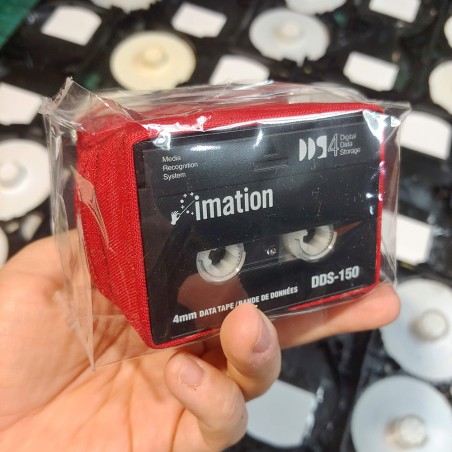 Media
Recognition
System
DDS4
Digital
Data
Storage
imation
DDS-150
4mm DATA TAPE / BANDE DE DONNÉES